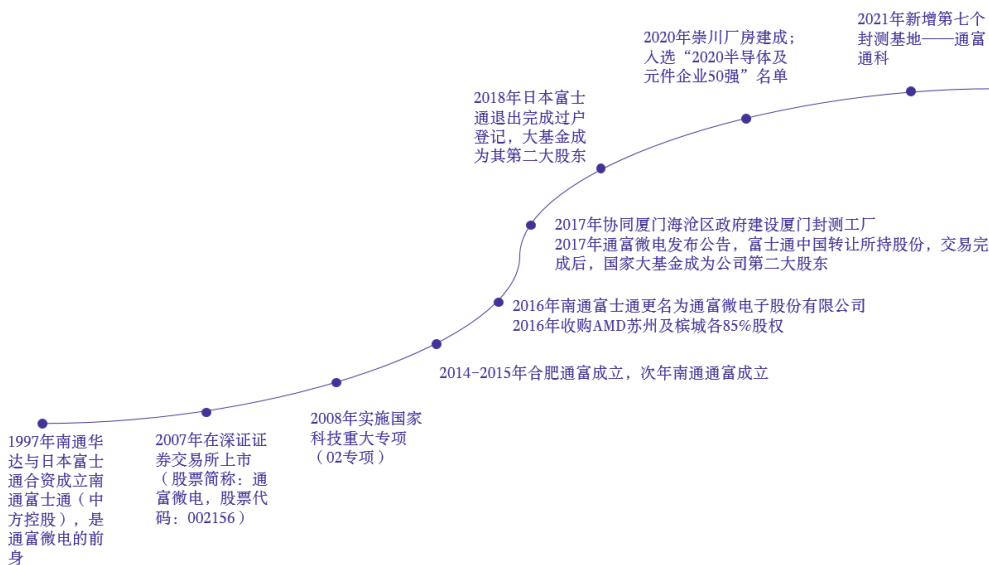 1997年南通华
达与日本富士
通合资成立南
通富士通（中
方控股），是
通富微电的前
身
2007年在深证证
券交易所上市
（股票简称：通
富微电，股票代
码：002156）
2008年实施国家
科技重大专项
（02专项）
2014-2015年合肥通富成立，次年南通通富成立
2016年南通富士通更名为通富微电子股份有限公司
2016年收购AMD苏州及槟城各85%股权
2017年协同厦门海沧区政府建设厦门封测工厂
2017年通富微电发布公告，富士通中国转让所持股份，交易完
成后，国家大基金成为公司第二大股东
2018年日本富士
通退出完成过户
登记，大基金成
为其第二大股东
2020年崇川厂房建成；
入选“2020半导体及
元件企业50强”名单
2021年新增第七个
封测基地——通富
通科